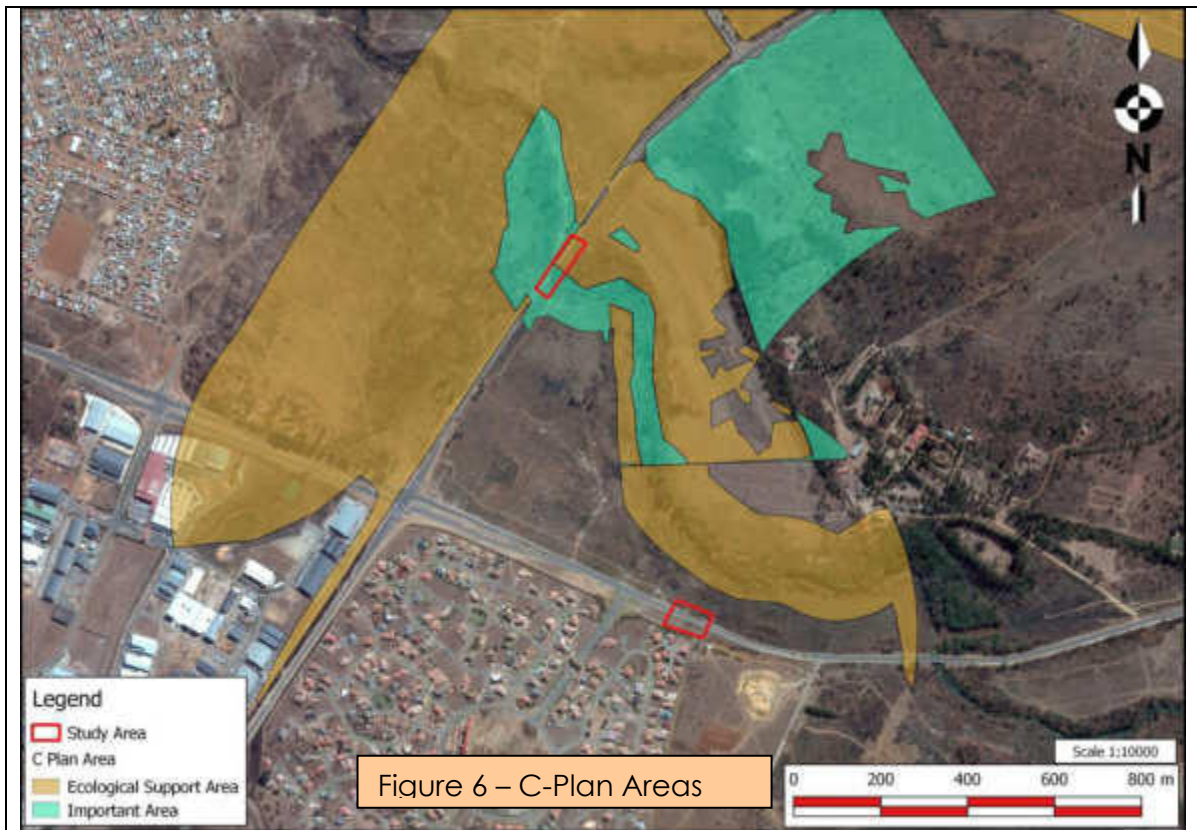 N
Legend
Study Area
C Plan Area
Ecological Support Area
Important Area
Figure 6 – C-Plan Areas
Scale 1:10000
0 200 400 600 800 m